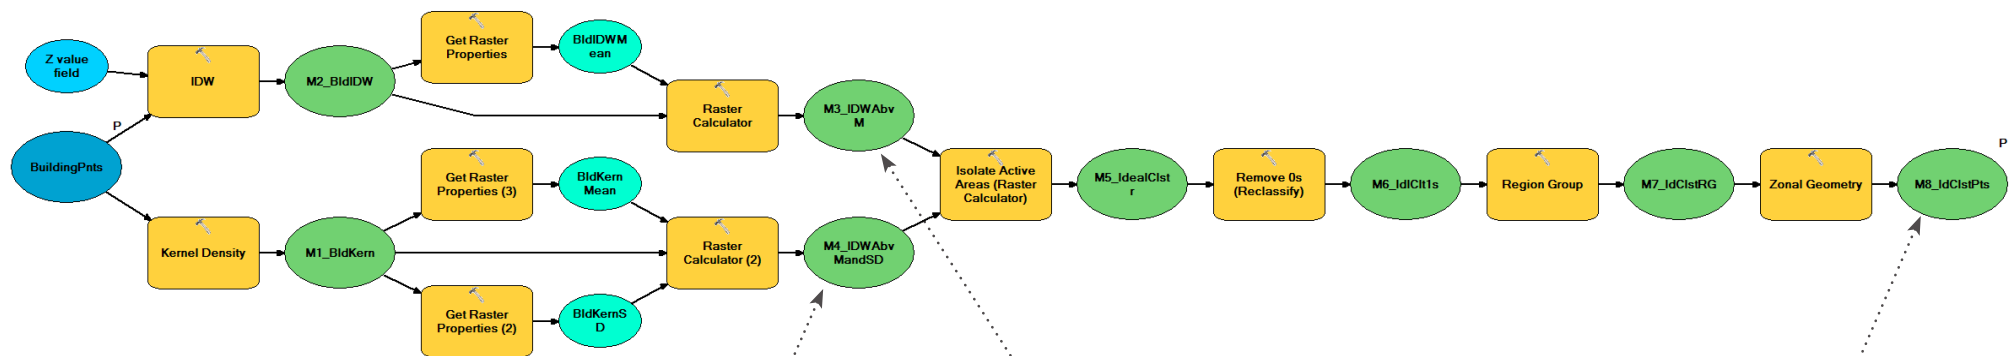 Z value
field
IDW
M2_BldIDW
Get Raster
Properties
BldIDWM
ean
Raster
Calculator
M3_IDWAbv
M
P
BuildingPnts
Kernel Density
M1_BldKern
Get Raster
Properties (3)
BldKern
Mean
Get Raster
Properties (2)
BldKernS
D
Raster
Calculator (2)
M4_IDWAbv
MandSD
Isolate Active
Areas (Raster
Calculator)
M5_IdealClst
r
Remove 0s
(Reclassify)
M6_IdlClt1s
Region Group
M7_IdClstRG
Zonal Geometry
P
M8_IdClstPts